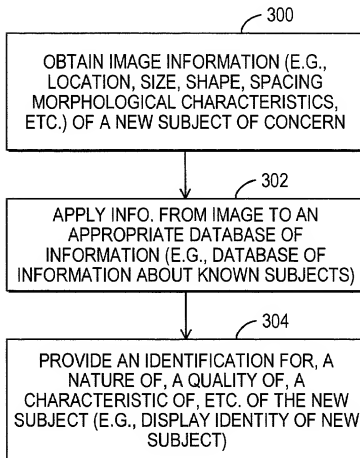 300
OBTAIN IMAGE INFORMATION (E.G.,
LOCATION, SIZE, SHAPE, SPACING
MORPHOLOGICAL CHARACTERISTICS,
ETC.) OF A NEW SUBJECT OF CONCERN
302
APPLY INFO. FROM IMAGE TO AN
APPROPRIATE DATABASE OF
INFORMATION (E.G., DATABASE OF
INFORMATION ABOUT KNOWN SUBJECTS)
304
PROVIDE AN IDENTIFICATION FOR, A
NATURE OF, A QUALITY OF, A
CHARACTERISTIC OF, ETC. OF THE NEW
SUBJECT (E.G., DISPLAY IDENTITY OF NEW
SUBJECT)